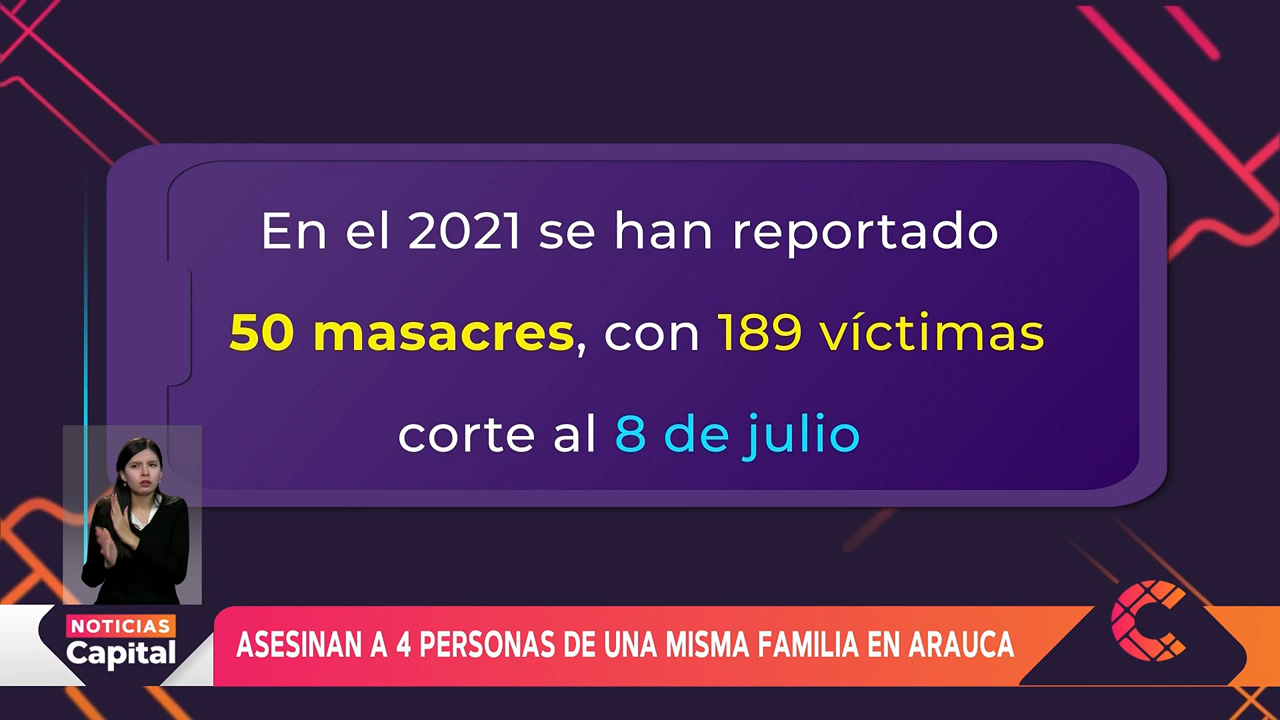 En el 2021 se han reportado
50 masacres, con 189 víctimas
corte al 8 de julio
NOTICIAS
Capital
ASESINAN A 4 PERSONAS DE UNA MISMA FAMILIA EN ARAUCA